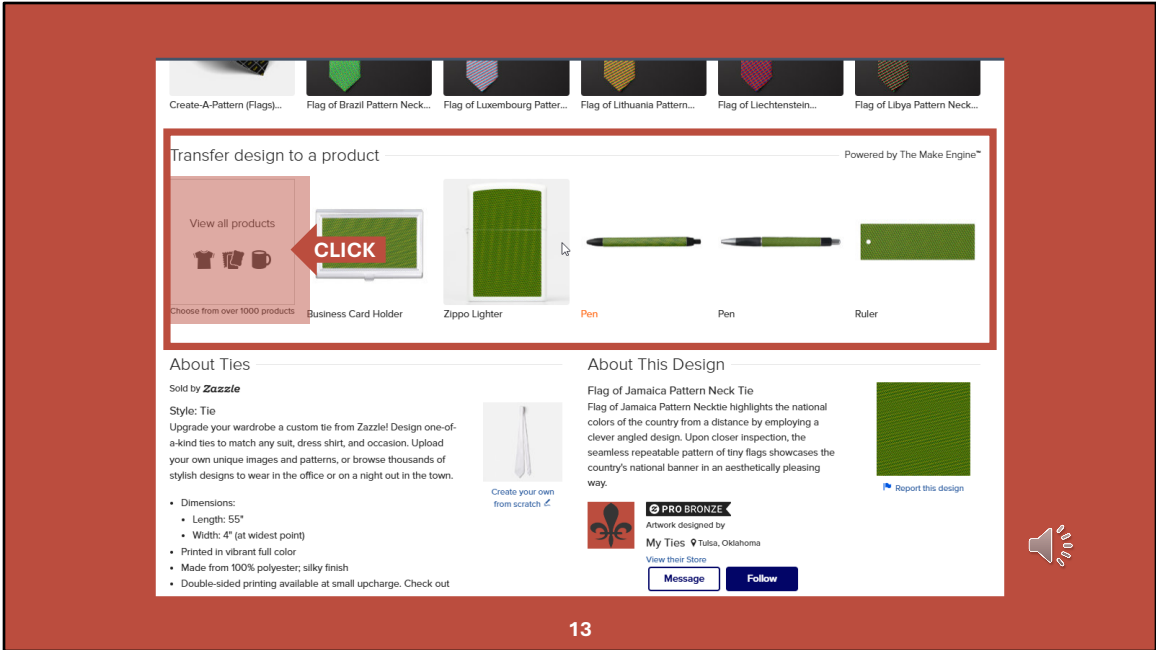 Create-A-Pattern (Flags)...
Flag of Brazil Pattern Neck...
Flag of Luxembourg Patter...
Flag of Lithuania Pattern...
Flag of Liechtenstein...
Flag of Libya Pattern Neck...
Transfer design to a product
Powered by The Make Engine™
View all products
Choose from over 1000 products
CLICK
Business Card Holder
Zippo Lighter
Pen
Pen
Ruler
About Ties
Sold by Zazzle
Style: Tie
Upgrade your wardrobe a custom tie from Zazzle! Design one-of-
a-kind ties to match any suit, dress shirt, and occasion. Upload
your own unique images and patterns, or browse thousands of
stylish designs to wear in the office or on a night out in the town.
• Dimensions:
• Length: 55"
• Width: 4" (at widest point)
• Printed in vibrant full color
• Made from 100% polyester; silky finish
• Double-sided printing available at small upcharge. Check out
Create your own
from scratch
About This Design
Flag of Jamaica Pattern Neck Tie
Flag of Jamaica Pattern Necktie highlights the national
colors of the country from a distance by employing a
clever angled design. Upon closer inspection, the
seamless repeatable pattern of tiny flags showcases the
country's national banner in an aesthetically pleasing
way.
Report this design
PRO BRONZE
Artwork designed by
My Ties Tulsa, Oklahoma
View their Store
Message
Follow
13